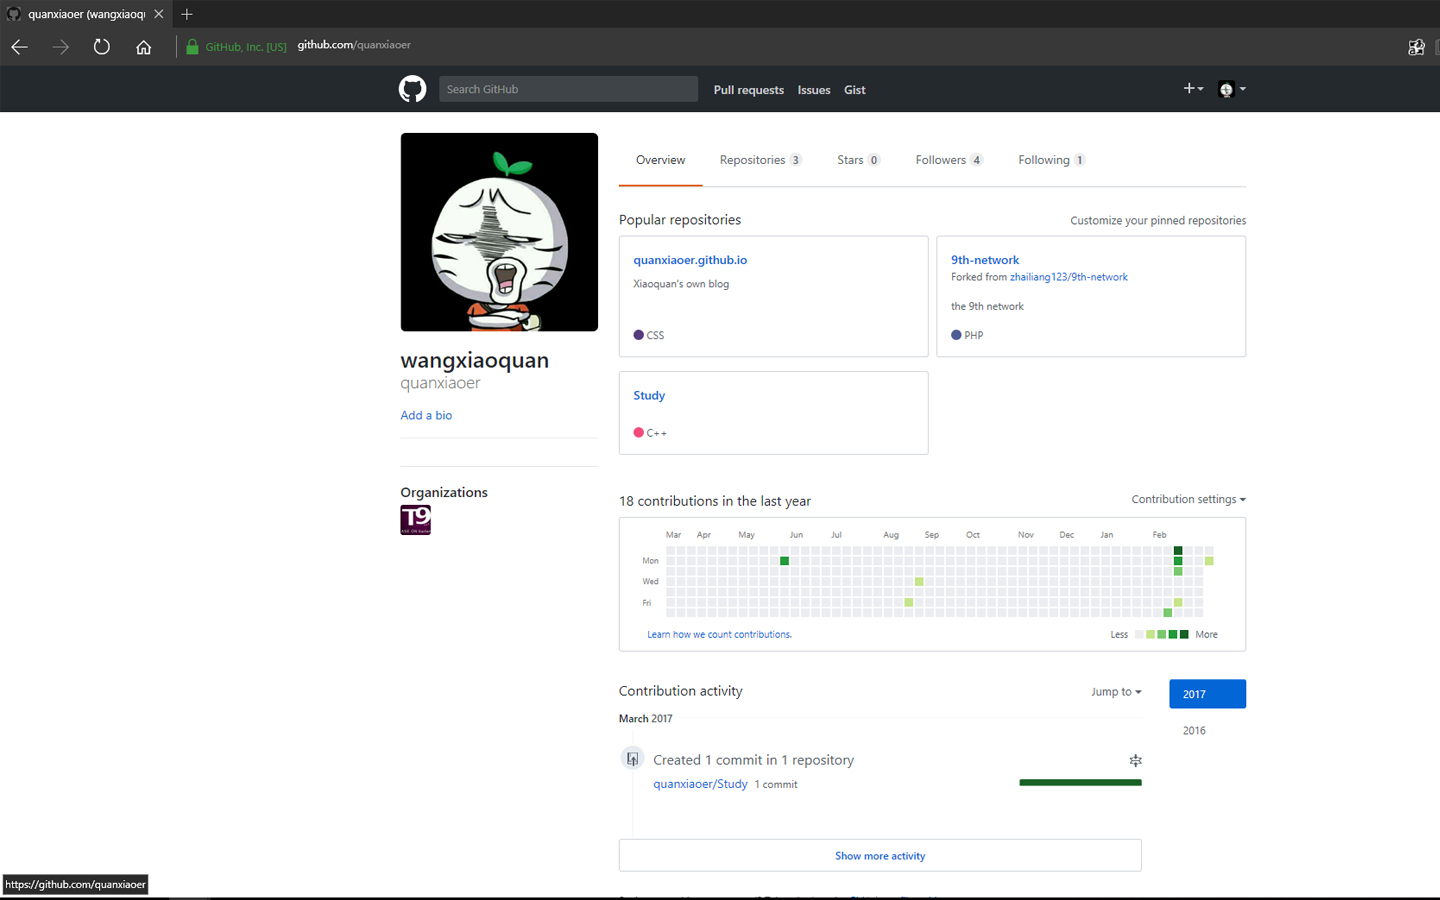 quanxiaoer (wangxiaoqu
GitHub, Inc. [US]
github.com/quanxiaoer
Search GitHub
Pull requests
Issues
Gist
Overview
Repositories 3
Stars 0
Followers 4
Following 1
Popular repositories
Customize your pinned repositories
quanxiaoer.github.io
Xiaoquan's own blog
CSS
9th-network
Forked from zhailiang123/9th-network
the 9th network
PHP
Study
C++
wangxiaoquan
quanxiaoer
Add a bio
Organizations
T9
18 contributions in the last year
Contribution settings
Mar Apr May Jun Jul Aug Sep Oct Nov Dec Jan Feb
Mon
Wed
Fri
Learn how we count contributions.
Less
More
Contribution activity
Jump to
2017
2016
March 2017
Created 1 commit in 1 repository
quanxiaoer/Study 1 commit
Show more activity
https://github.com/quanxiaoer